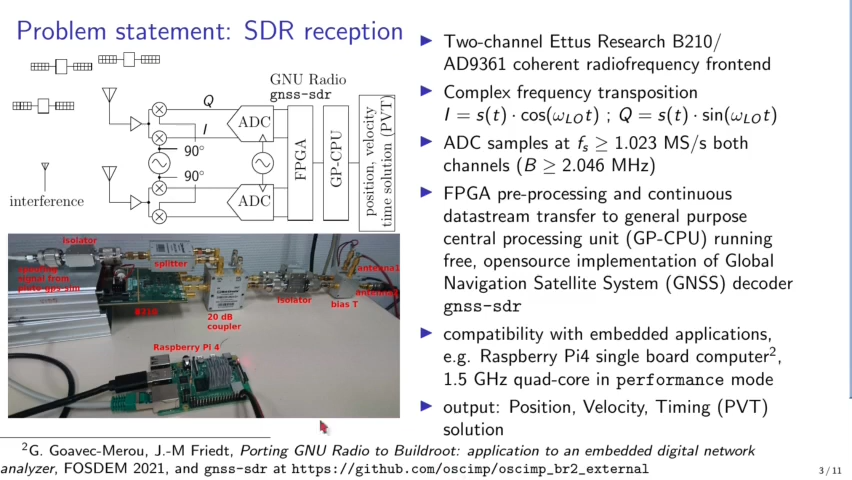 Problem statement: SDR reception
GNU Radio
gnss-sdr
Q
I
90°
90°
ADC
ADC
FPGA
GP-CPU
position, velocity
time solution (PVT)
interference
isolator
splitter
signal from
B210
20 dB
coupler
isolator
bias T
antenna1
Raspberry PI 4
▶ Two-channel Ettus Research B210/
AD9361 coherent radiofrequency frontend
▶ Complex frequency transposition
I = s(t) · cos(ω_LO t) ; Q = s(t) · sin(ω_LO t)
▶ ADC samples at f_s ≥ 1.023 MS/s both
channels (B ≥ 2.046 MHz)
▶ FPGA pre-processing and continuous
datastream transfer to general purpose
central processing unit (GP-CPU) running
free, opensource implementation of Global
Navigation Satellite System (GNSS) decoder
gnss-sdr
▶ compatibility with embedded applications,
e.g. Raspberry Pi4 single board computer²,
1.5 GHz quad-core in performance mode
▶ output: Position, Velocity, Timing (PVT)
solution
²G. Goavec-Merou, J.-M Friedt, Porting GNU Radio to Buildroot: application to an embedded digital network
analyzer, FOSDEM 2021, and gnss-sdr at https://github.com/oscimp/oscimp_br2_external
3 / 11